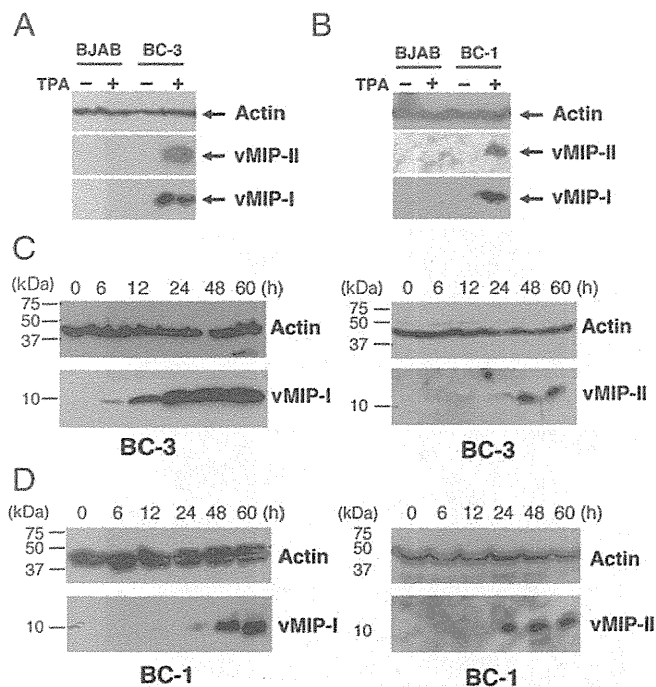 A
BJAB BC-3
TPA − + − +
Actin
vMIP-II
vMIP-I
B
BJAB BC-1
TPA − + − +
Actin
vMIP-II
vMIP-I
C
(kDa) 0 6 12 24 48 60 (h)
75
50
37
Actin
10
vMIP-I
BC-3
(kDa) 0 6 12 24 48 60 (h)
75
50
37
Actin
10
vMIP-II
BC-3
D
(kDa) 0 6 12 24 48 60 (h)
75
50
37
Actin
10
vMIP-I
BC-1
(kDa) 0 6 12 24 48 60 (h)
75
50
37
Actin
10
vMIP-II
BC-1